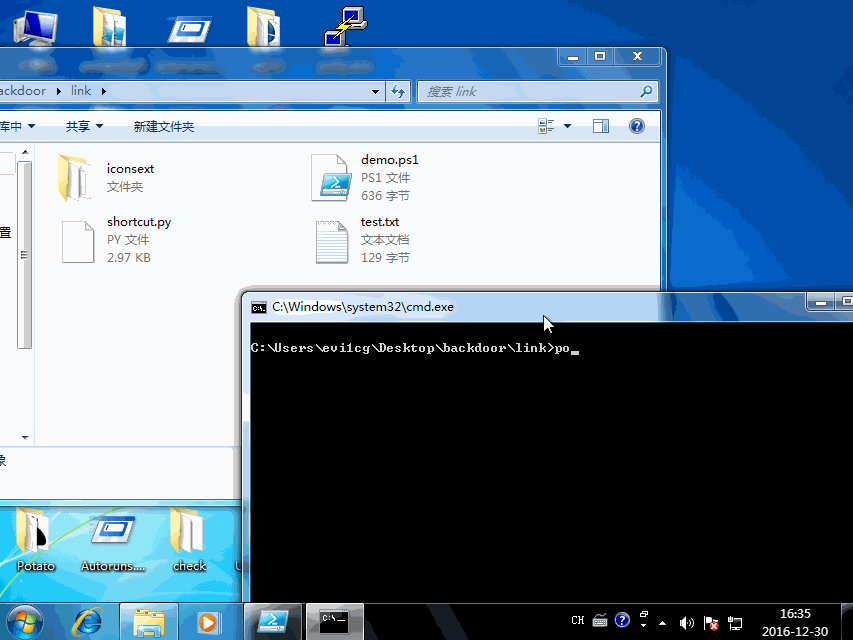 ackdoor ▸ link ▸
搜索 link
库中 共享 新建文件夹
iconsext
文件夹
demo.ps1
PS1 文件
636 字节
shortcut.py
PY 文件
2.97 KB
test.txt
文本文档
129 字节
置
C:\Windows\system32\cmd.exe
C:\Users\evi1cg\Desktop\backdoor\link>po_
象
Potato
Autoruns....
check
CH
16:35
2016-12-30